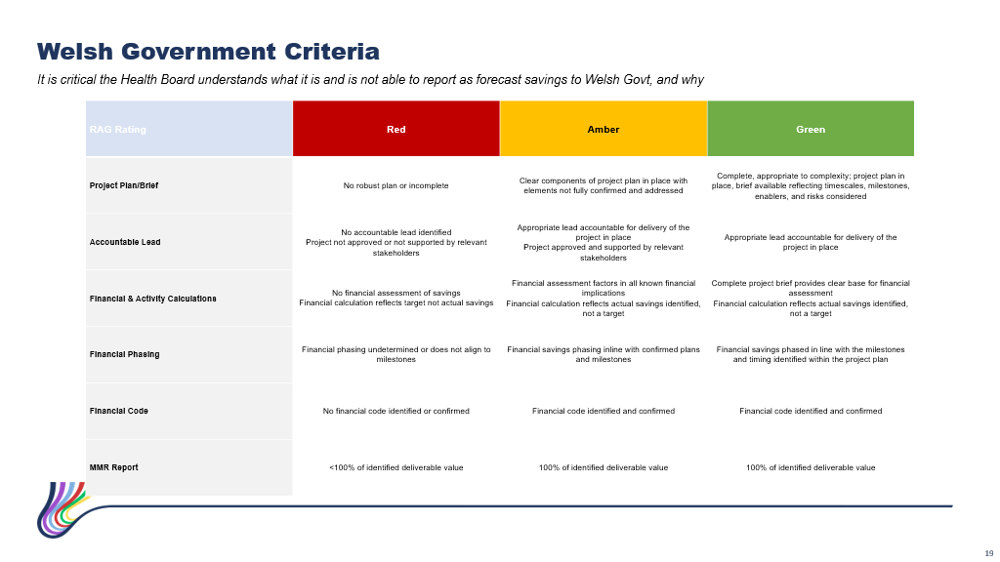 Welsh Government Criteria
It is critical the Health Board understands what it is and is not able to report as forecast savings to Welsh Govt, and why
RAG Rating
Red
Amber
Green
Project Plan/Brief
No robust plan or incomplete
Clear components of project plan in place with
elements not fully confirmed and addressed
Complete, appropriate to complexity; project plan in
place, brief available reflecting timescales, milestones,
enablers, and risks considered
Accountable Lead
No accountable lead identified
Project not approved or not supported by relevant
stakeholders
Appropriate lead accountable for delivery of the
project in place
Project approved and supported by relevant
stakeholders
Appropriate lead accountable for delivery of the
project in place
Financial & Activity Calculations
No financial assessment of savings
Financial calculation reflects target not actual savings
Financial assessment factors in all known financial
implications
Financial calculation reflects actual savings identified,
not a target
Complete project brief provides clear base for financial
assessment
Financial calculation reflects actual savings identified,
not a target
Financial Phasing
Financial phasing undetermined or does not align to
milestones
Financial savings phasing inline with confirmed plans
and milestones
Financial savings phased in line with the milestones
and timing identified within the project plan
Financial Code
No financial code identified or confirmed
Financial code identified and confirmed
Financial code identified and confirmed
MMR Report
<100% of identified deliverable value
100% of identified deliverable value
100% of identified deliverable value
19